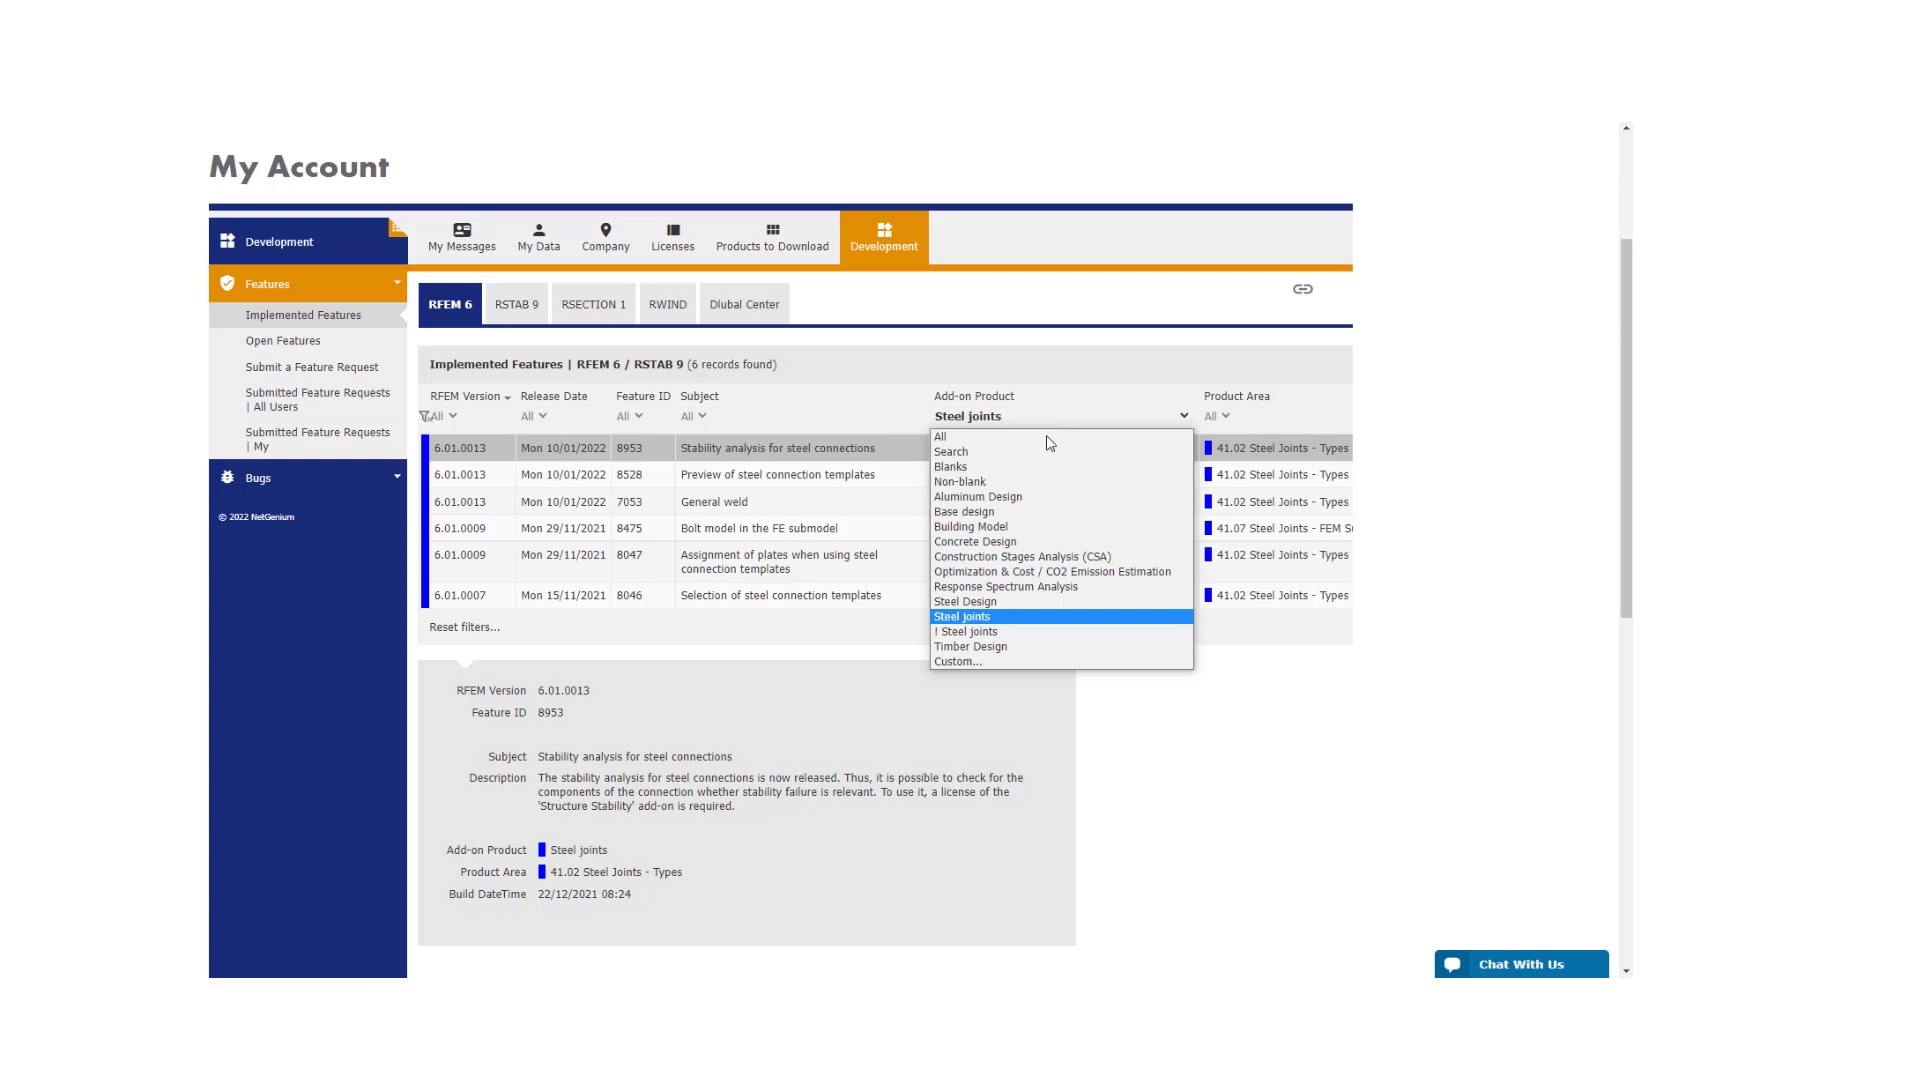 My Account
Development
My Messages
My Data
Company
Licenses
Products to Download
Development
Features
Implemented Features
Open Features
Submit a Feature Request
Submitted Feature Requests
| All Users
Submitted Feature Requests
| My
Bugs
© 2022 NetGenium
RFEM 6
RSTAB 9
RSECTION 1
RWIND
Dlubal Center
Implemented Features | RFEM 6 / RSTAB 9 (6 records found)
RFEM Version Release Date Feature ID Subject Add-on Product Product Area
All All All All Steel joints All
6.01.0013 Mon 10/01/2022 8953 Stability analysis for steel connections 41.02 Steel Joints - Types
6.01.0013 Mon 10/01/2022 8528 Preview of steel connection templates 41.02 Steel Joints - Types
6.01.0013 Mon 10/01/2022 7053 General weld 41.02 Steel Joints - Types
6.01.0009 Mon 29/11/2021 8475 Bolt model in the FE submodel 41.07 Steel Joints - FEM S
6.01.0009 Mon 29/11/2021 8047 Assignment of plates when using steel 41.02 Steel Joints - Types
connection templates
6.01.0007 Mon 15/11/2021 8046 Selection of steel connection templates 41.02 Steel Joints - Types
Reset filters...
All
Search
Blanks
Non-blank
Aluminum Design
Base design
Building Model
Concrete Design
Construction Stages Analysis (CSA)
Optimization & Cost / CO2 Emission Estimation
Response Spectrum Analysis
Steel Design
Steel joints
! Steel joints
Timber Design
Custom...
RFEM Version 6.01.0013
Feature ID 8953
Subject Stability analysis for steel connections
Description The stability analysis for steel connections is now released. Thus, it is possible to check for the
components of the connection whether stability failure is relevant. To use it, a license of the
'Structure Stability' add-on is required.
Add-on Product Steel joints
Product Area 41.02 Steel Joints - Types
Build DateTime 22/12/2021 08:24
Chat With Us